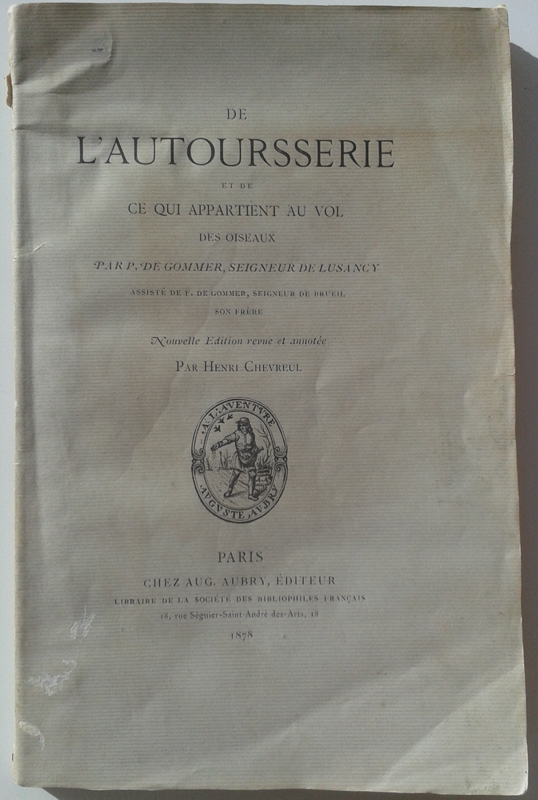 DE
L'AUTOURSSERIE
ET DE
CE QUI APPARTIENT AU VOL
DES OISEAUX
PAR P. DE GOMMER, SEIGNEUR DE LUSANCY
ASSISTÉ DE F. DE GOMMER, SEIGNEUR DE BRUEIL
SON FRÈRE
Nouvelle Edition revue et annotée
PAR HENRI CHEVREUL
A L'AVENTVRE
AVGVSTE AVBRY
PARIS
CHEZ AUG. AUBRY, ÉDITEUR
LIBRAIRE DE LA SOCIÉTÉ DES BIBLIOPHILES FRANÇAIS
18, rue Séguier-Saint-André des-Arts, 18
1878